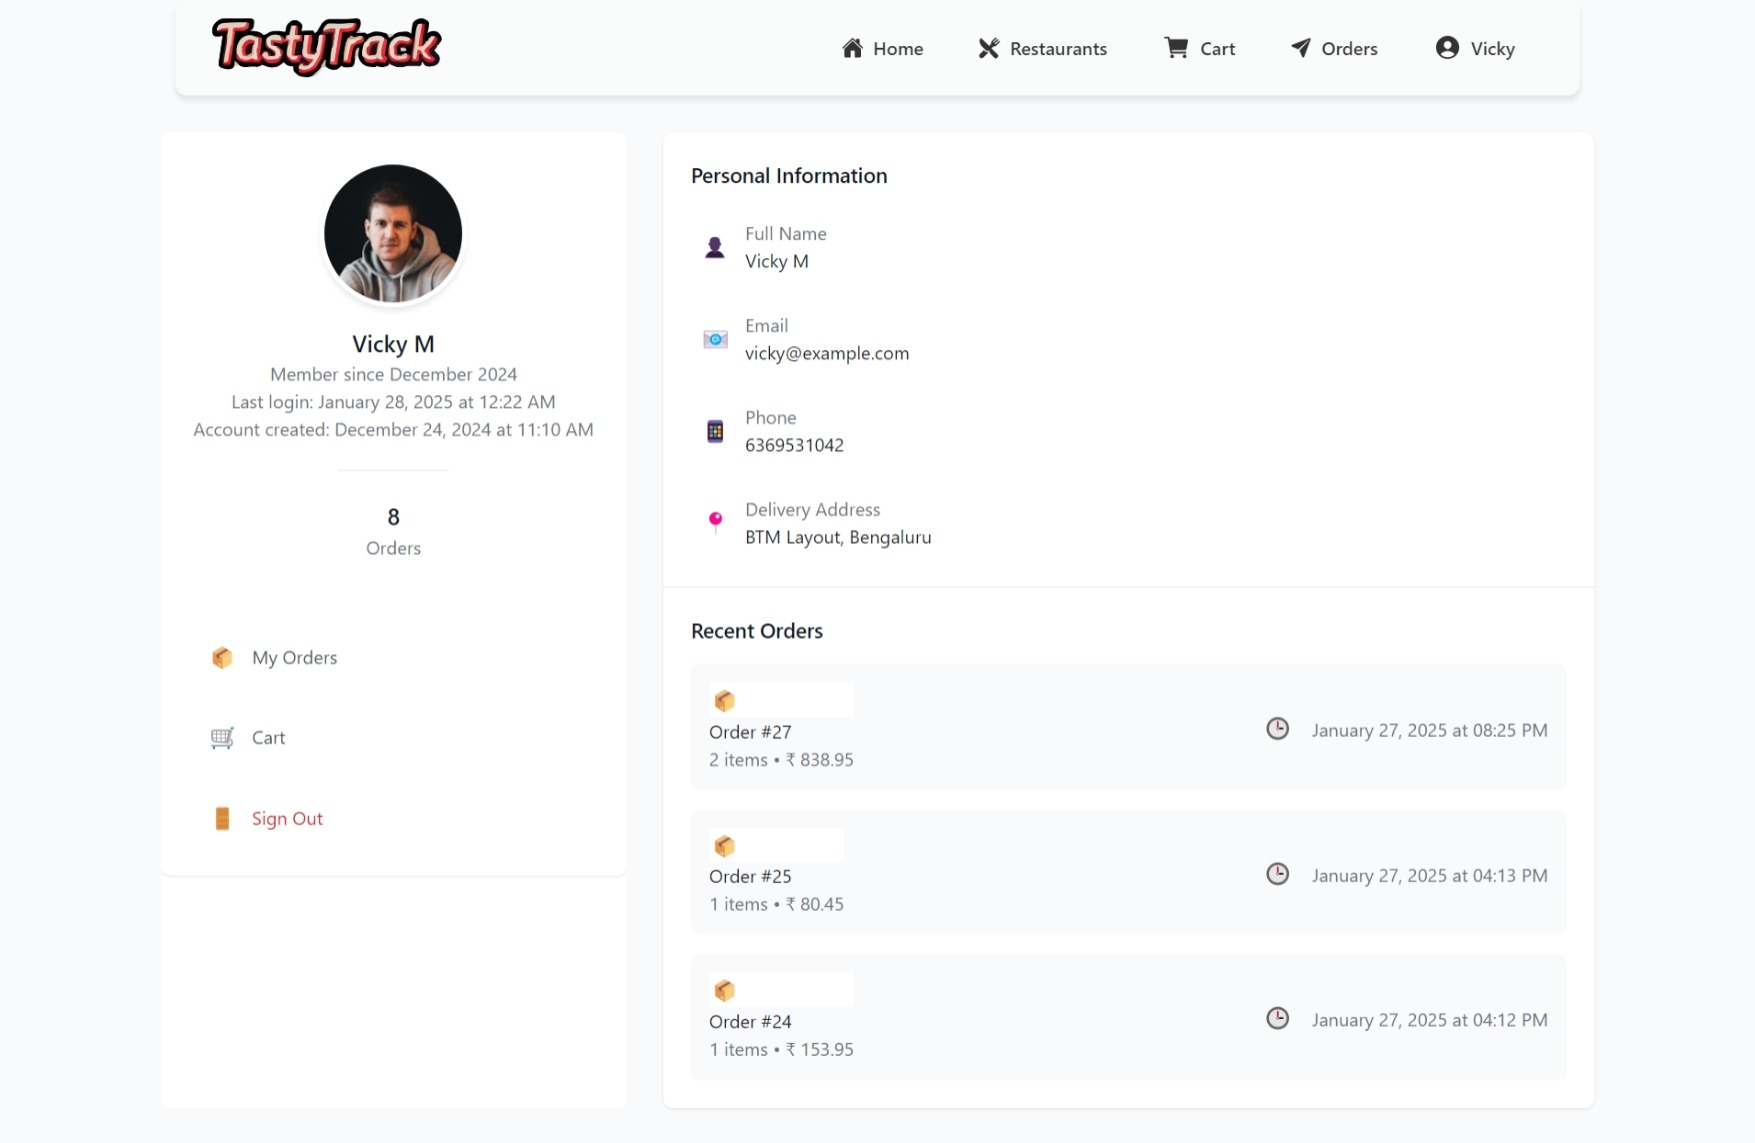 TastyTrack
Home
Restaurants
Cart
Orders
Vicky
Vicky M
Member since December 2024
Last login: January 28, 2025 at 12:22 AM
Account created: December 24, 2024 at 11:10 AM
8
Orders
My Orders
Cart
Sign Out
Personal Information
Full Name
Vicky M
Email
vicky@example.com
Phone
6369531042
Delivery Address
BTM Layout, Bengaluru
Recent Orders
Order #27
2 items • ₹ 838.95
January 27, 2025 at 08:25 PM
Order #25
1 items • ₹ 80.45
January 27, 2025 at 04:13 PM
Order #24
1 items • ₹ 153.95
January 27, 2025 at 04:12 PM